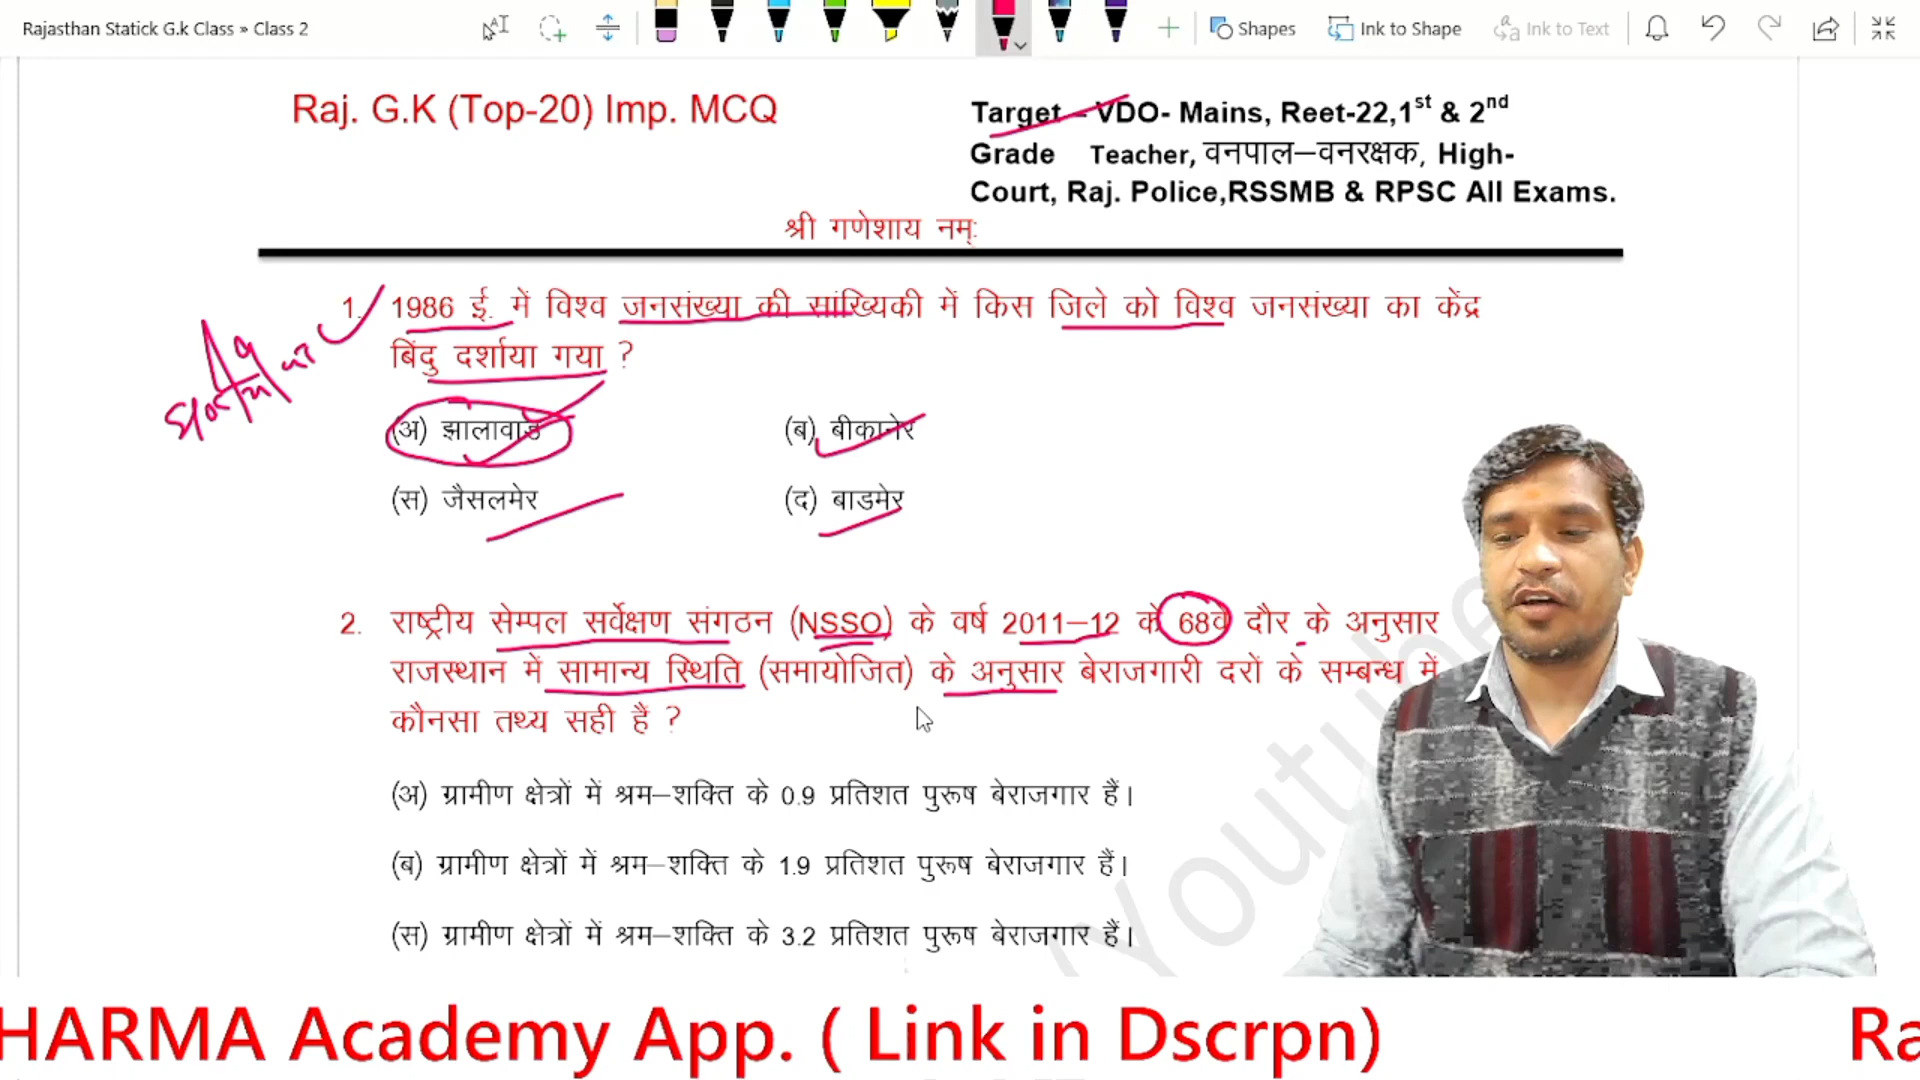 Rajasthan Statick G.k Class » Class 2
Shapes
Ink to Shape
Ink to Text
Raj. G.K (Top-20) Imp. MCQ
Target – VDO- Mains, Reet-22,1st & 2nd
Grade Teacher, वनपाल–वनरक्षक, High-
Court, Raj. Police,RSSMB & RPSC All Exams.
श्री गणेशाय नम्:
1. 1986 ई. में विश्व जनसंख्या की सांख्यिकी में किस जिले को विश्व जनसंख्या का केंद्र
बिंदु दर्शाया गया ?
(अ) झालावाड
(ब) बीकानेर
(स) जैसलमेर
(द) बाडमेर
2. राष्ट्रीय सेम्पल सर्वेक्षण संगठन (NSSO) के वर्ष 2011–12 के 68वें दौर के अनुसार
राजस्थान में सामान्य स्थिति (समायोजित) के अनुसार बेराजगारी दरों के सम्बन्ध में
कौनसा तथ्य सही हैं ?
(अ) ग्रामीण क्षेत्रों में श्रम–शक्ति के 0.9 प्रतिशत पुरूष बेराजगार हैं।
(ब) ग्रामीण क्षेत्रों में श्रम–शक्ति के 1.9 प्रतिशत पुरूष बेराजगार हैं।
(स) ग्रामीण क्षेत्रों में श्रम–शक्ति के 3.2 प्रतिशत पुरूष बेराजगार हैं।
Youtube
HARMA Academy App. ( Link in Dscrpn)
Ra